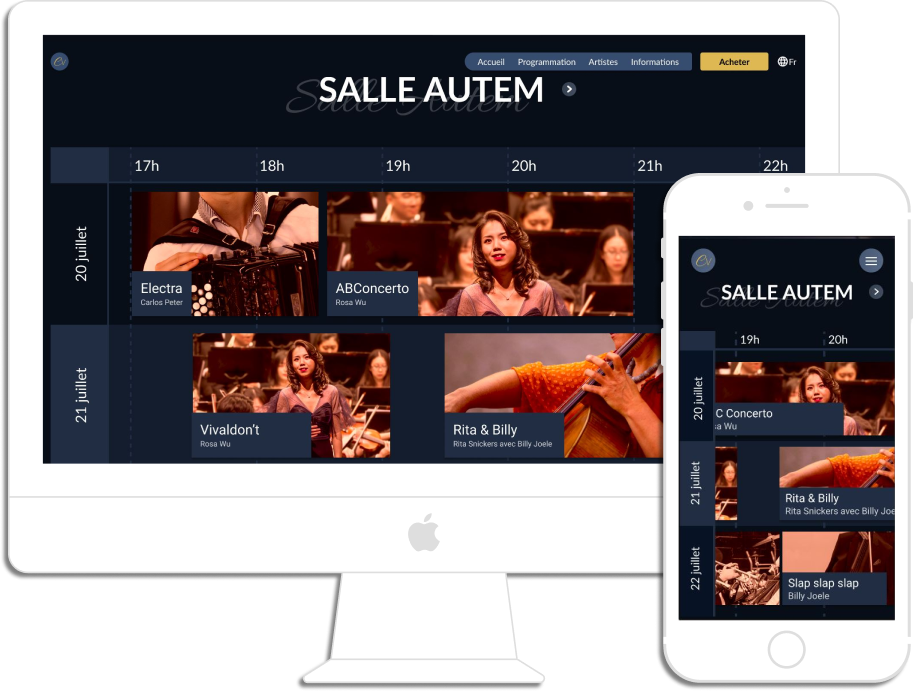 Accueil Programmation Artistes Informations Acheter Fr
SALLE AUTEM
Salle Autem
17h 18h 19h 20h 21h 22h
20 juillet
Electra
Carlos Peter
ABConcerto
Rosa Wu
21 juillet
Vivaldon't
Rosa Wu
Rita & Billy
Rita Snickers avec Billy Joele
SALLE AUTEM
Salle Autem
19h 20h
20 juillet
C Concerto
sa Wu
21 juillet
Rita & Billy
Rita Snickers avec Billy Joe
22 juillet
Slap slap slap
Billy Joele